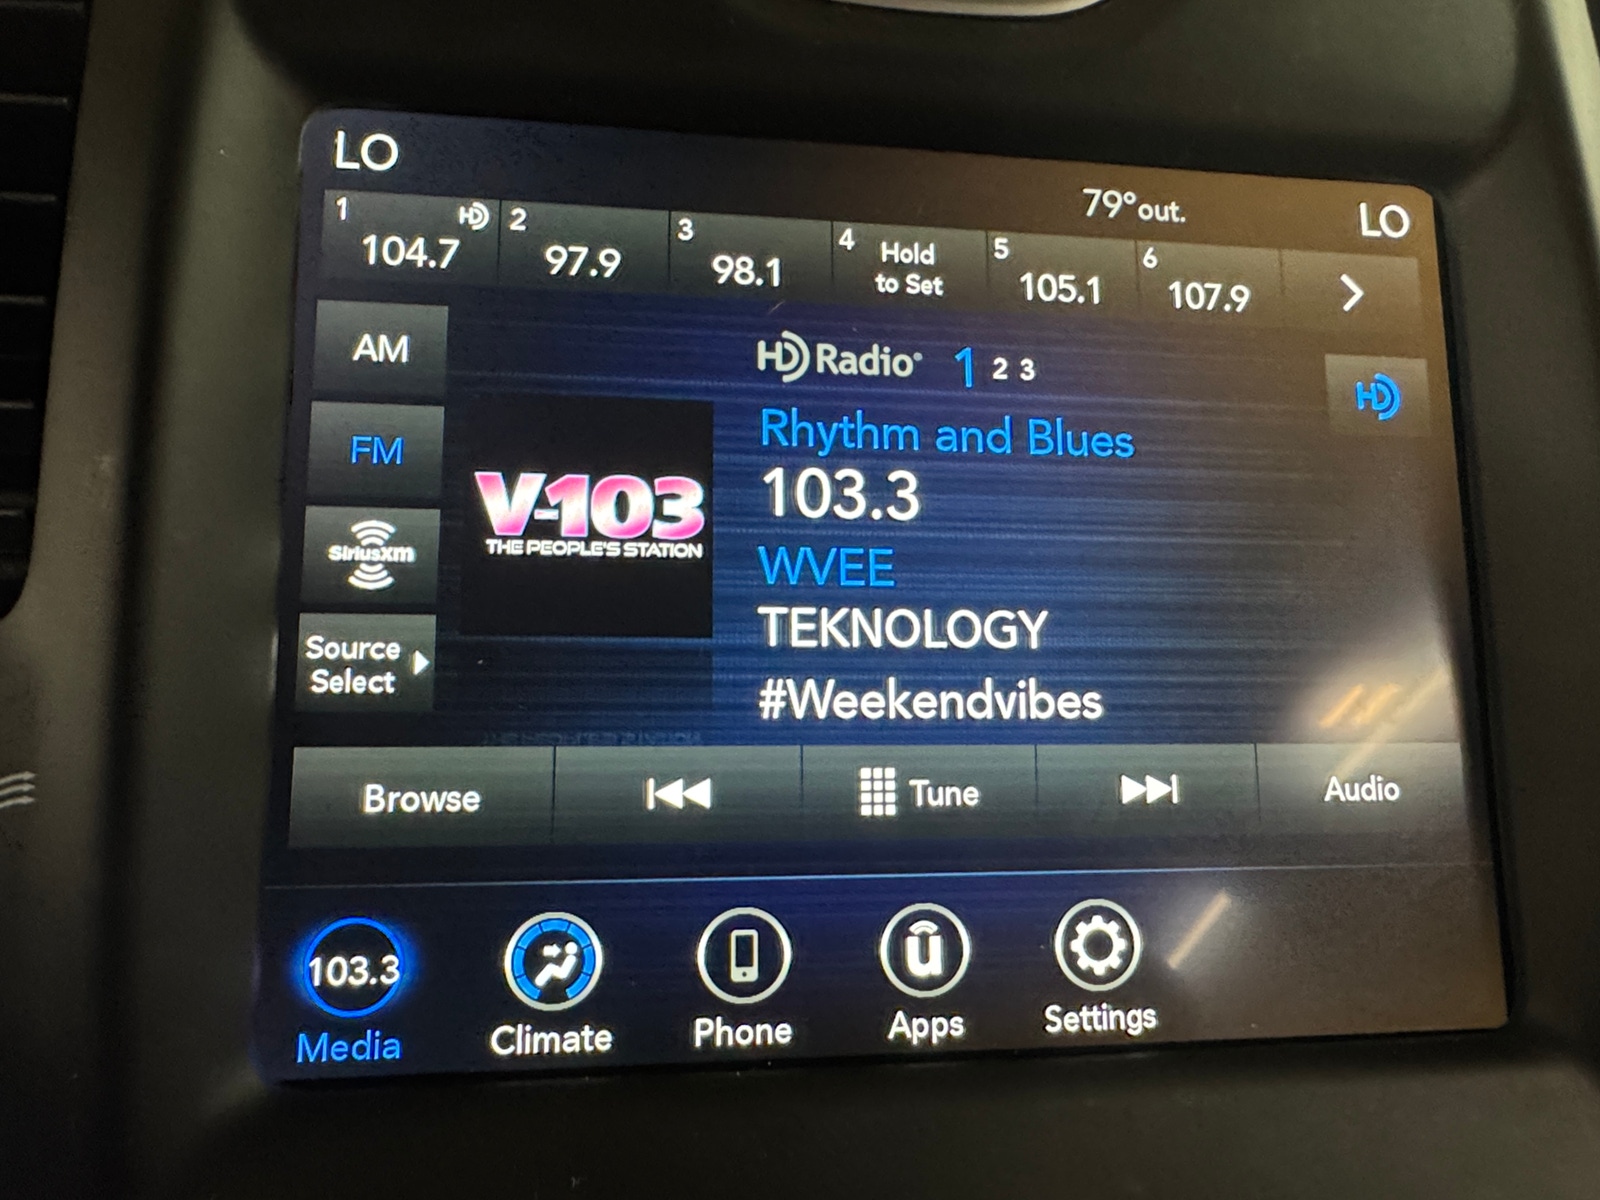 LO
79°out.
LO
1 104.7 HD
2 97.9
3 98.1
4 Hold to Set
5 105.1
6 107.9
AM
FM
SiriusXM
Source
Select
V-103
THE PEOPLE'S STATION
HD Radio® 1 2 3
HD
Rhythm and Blues
103.3
WVEE
TEKNOLOGY
#Weekendvibes
Browse
Tune
Audio
103.3
Media
Climate
Phone
u
Apps
Settings